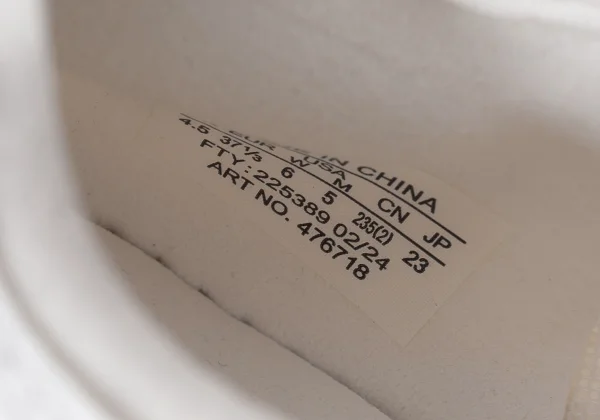 IN CHINA
EUR USA CN JP
W M
4.5 37⅓ 6 5 235(2) 23
FTY: 225389 02/24
ART NO. 476718